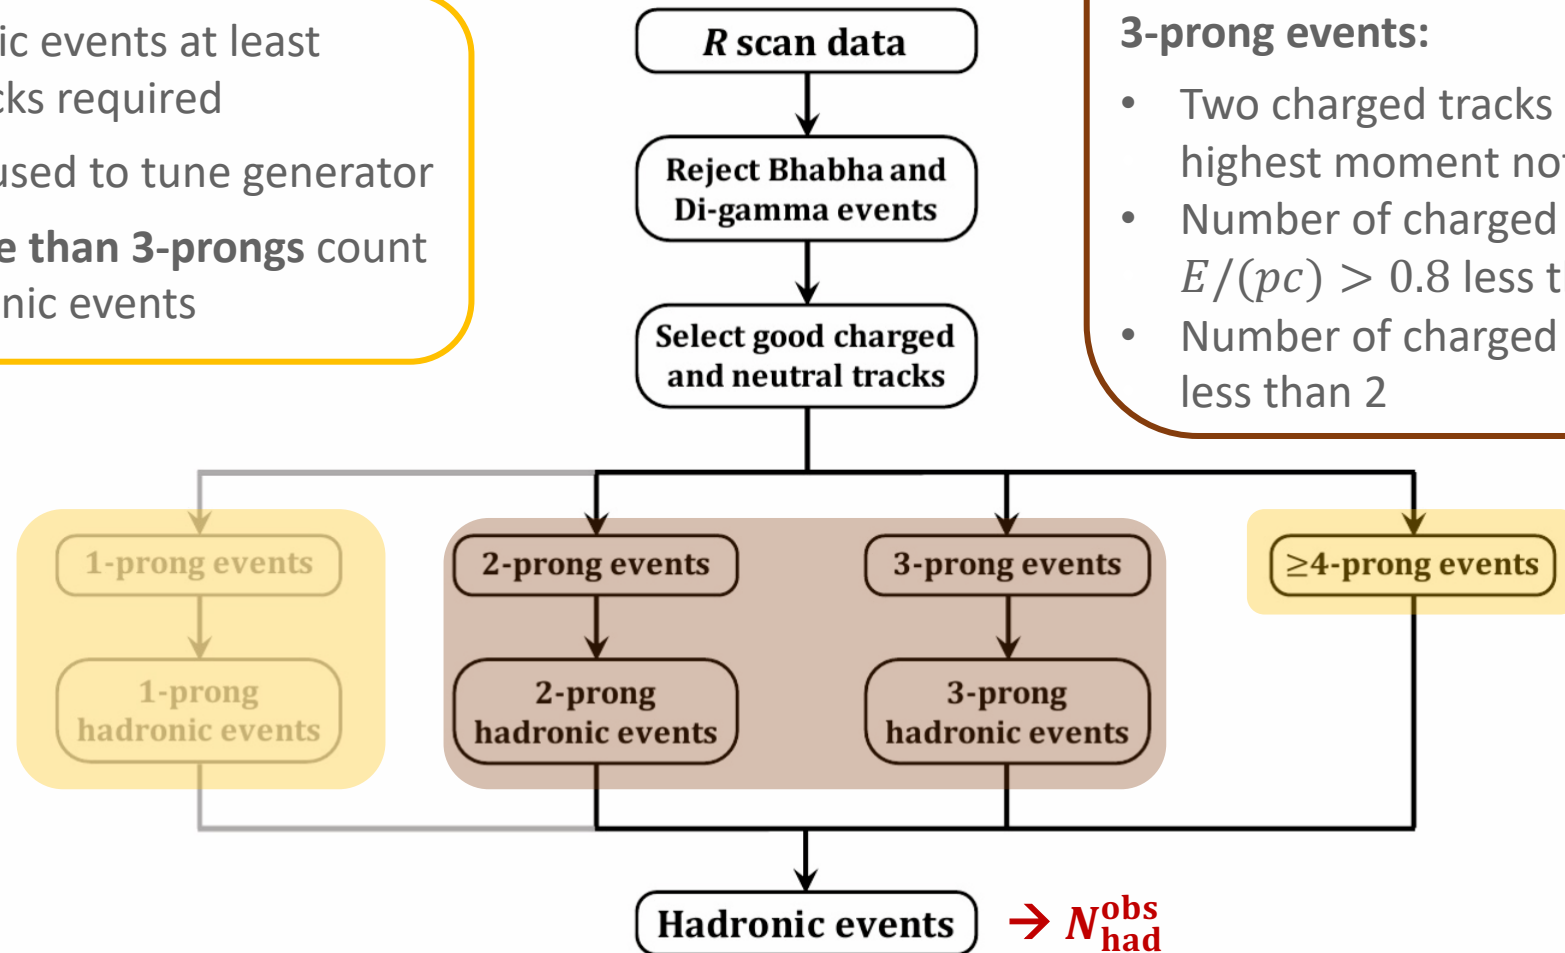 ic events at least
cks required
used to tune generator
e than 3-prongs count
nic events
R scan data
Reject Bhabha and
Di-gamma events
Select good charged
and neutral tracks
3-prong events:
• Two charged tracks
highest moment not
• Number of charged
E/(pc) > 0.8 less t
• Number of charged
less than 2
1-prong events
2-prong events
3-prong events
≥4-prong events
1-prong
hadronic events
2-prong
hadronic events
3-prong
hadronic events
Hadronic events → N_had^obs